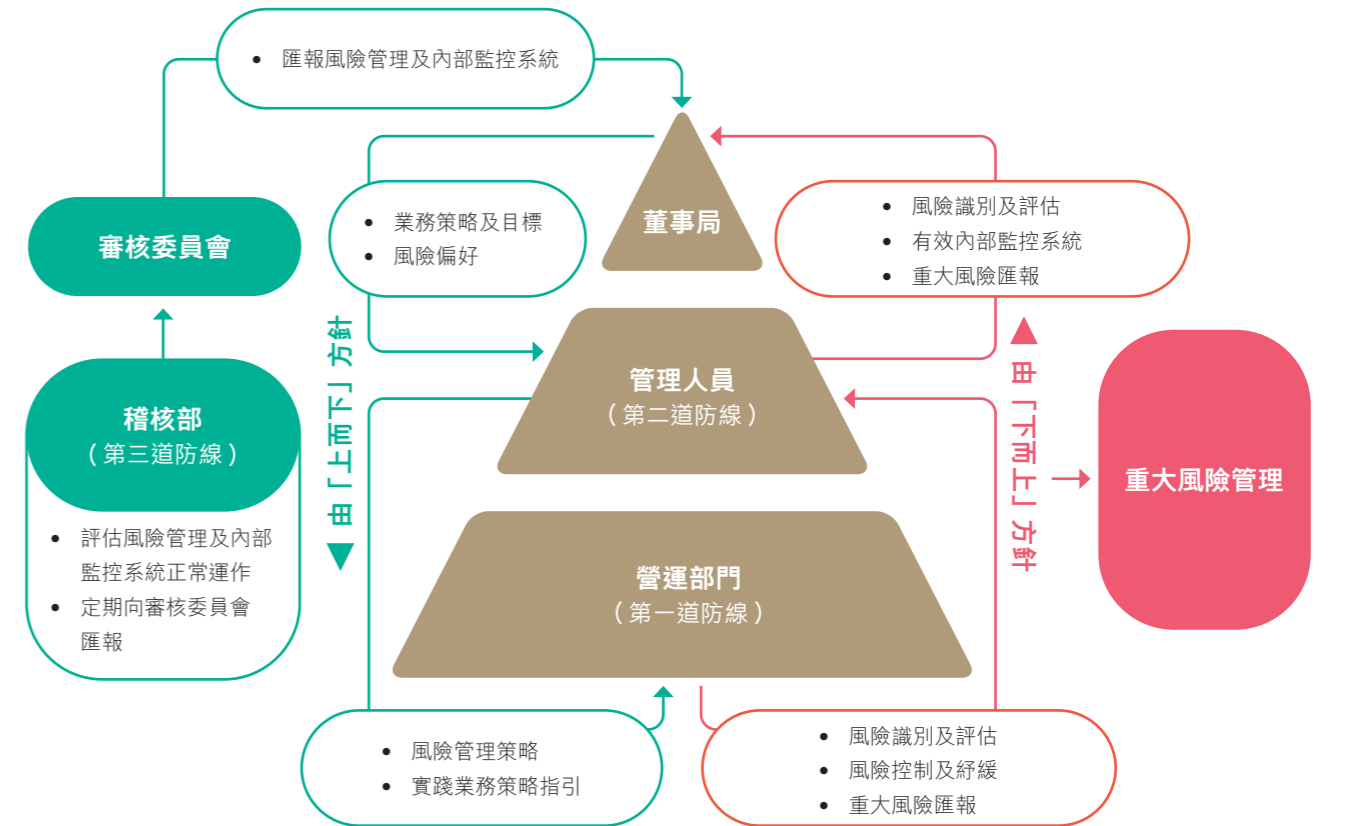 • 匯報風險管理及內部監控系統
審核委員會
• 業務策略及目標
• 風險偏好
董事局
• 風險識別及評估
• 有效內部監控系統
• 重大風險匯報
稽核部
（第三道防線）
• 評估風險管理及內部
監控系統正常運作
• 定期向審核委員會
匯報
由「上而下」方針
管理人員
（第二道防線）
由「下而上」方針
重大風險管理
營運部門
（第一道防線）
• 風險管理策略
• 實踐業務策略指引
• 風險識別及評估
• 風險控制及紓緩
• 重大風險匯報